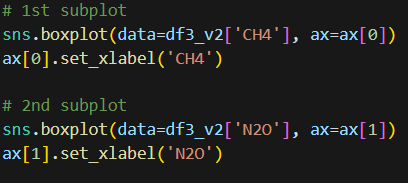 # 1st subplot
sns.boxplot(data=df3_v2['CH4'], ax=ax[0])
ax[0].set_xlabel('CH4')
# 2nd subplot
sns.boxplot(data=df3_v2['N2O'], ax=ax[1])
ax[1].set_xlabel('N2O')